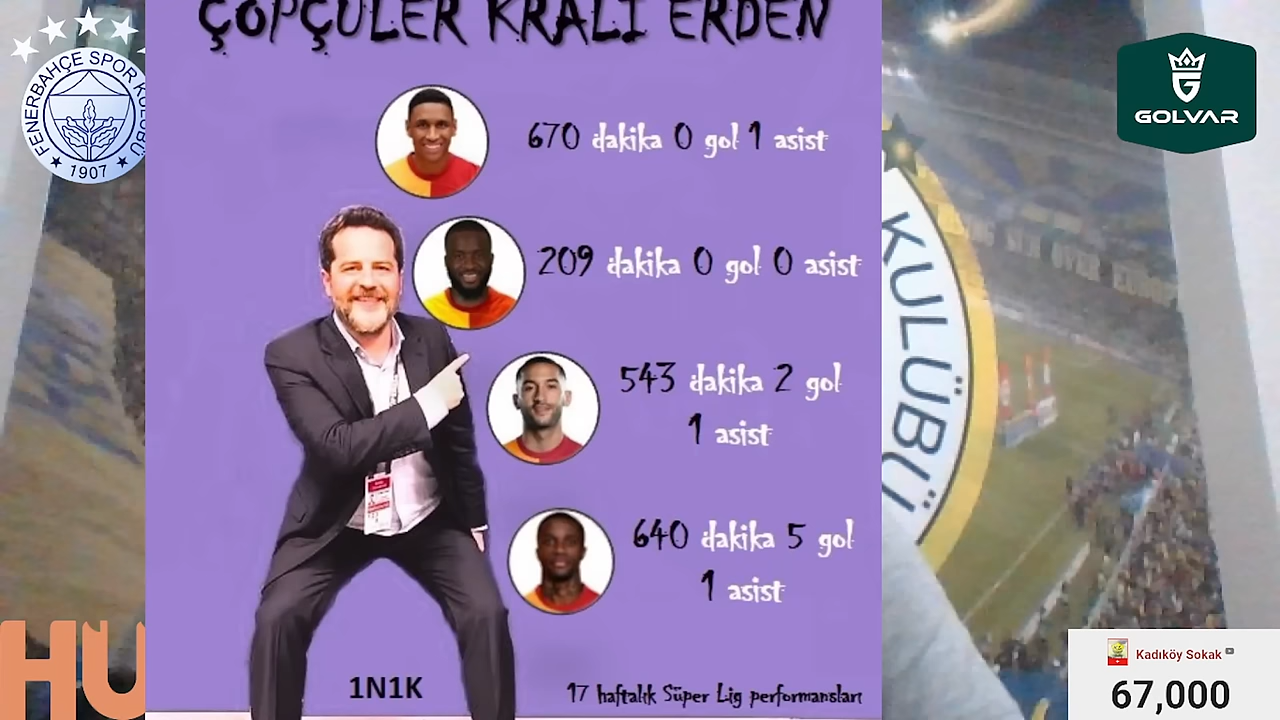 ÇÖPÇÜLER KRALI ERDEN
FENERBAHÇE SPOR KULÜBÜ
1907
GOLVAR
670 dakika 0 gol 1 asist
209 dakika 0 gol 0 asist
543 dakika 2 gol
1 asist
640 dakika 5 gol
1 asist
KULÜBÜ
HU
1N1K
17 haftalık Süper Lig performansları
Kadıköy Sokak
67,000